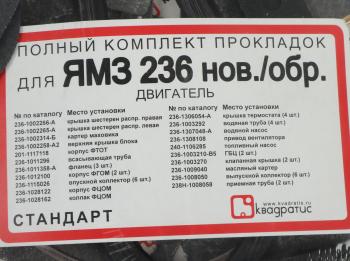 ПОЛНЫЙ КОМПЛЕКТ ПРОКЛАДОК
для ЯМЗ 236 нов./обр.
ДВИГАТЕЛЬ
№ по каталогу Место установки
236-1002266-А крышка шестерен распр. правая
236-1002265-А крышка шестерен распр. левая
236-1002314-Б картер маховика
236-1002258-А2 верхняя крышка блока
201-1117118 корпус ФТОТ
236-1011296 всасывающая труба
236-1011358-А фланец (2 шт.)
236-1012100 корпус ФГОМ (2 шт.)
236-1115026 впускной коллектор (6 шт.)
236-1028122 корпус ФЦОМ
236-1028162 колпак ФЦОМ
№ по каталогу Место установки
236-1306054-А крышка термостата (4 шт.)
236-1003292 водяная труба (4 шт.)
236-1307048-А водяной насос
236-1308108 привод вентилятора
240-1106285 топливный насос
236-1003210-В5 ГБЦ (2 шт.)
236-1003270 клапанная крышка (2 шт.)
236-1009040 масляный картер
236-1008050 выпускной коллектор (6 шт.)
238Н-1008058 приемная труба (2 шт.)
СТАНДАРТ
www.kvadratis.ru
квадратис